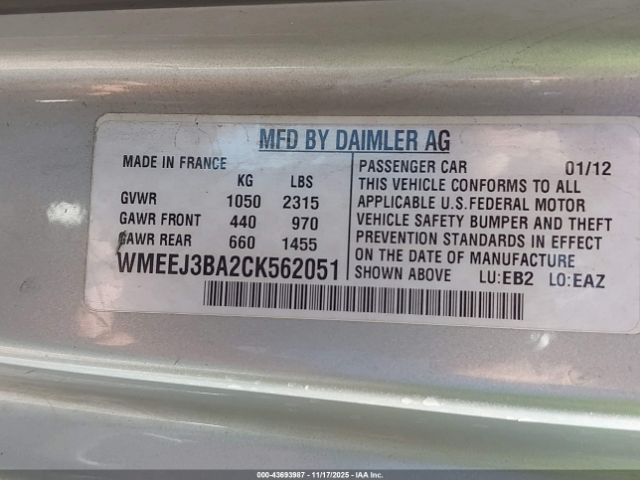 MFD BY DAIMLER AG
MADE IN FRANCE
KG LBS
GVWR 1050 2315
GAWR FRONT 440 970
GAWR REAR 660 1455
WMEEJ3BA2CK562051
PASSENGER CAR 01/12
THIS VEHICLE CONFORMS TO ALL
APPLICABLE U.S.FEDERAL MOTOR
VEHICLE SAFETY BUMPER AND THEFT
PREVENTION STANDARDS IN EFFECT
ON THE DATE OF MANUFACTURE
SHOWN ABOVE LU:EB2 LO:EAZ
00-43693987 - 11/17/2025 - IAA Inc.